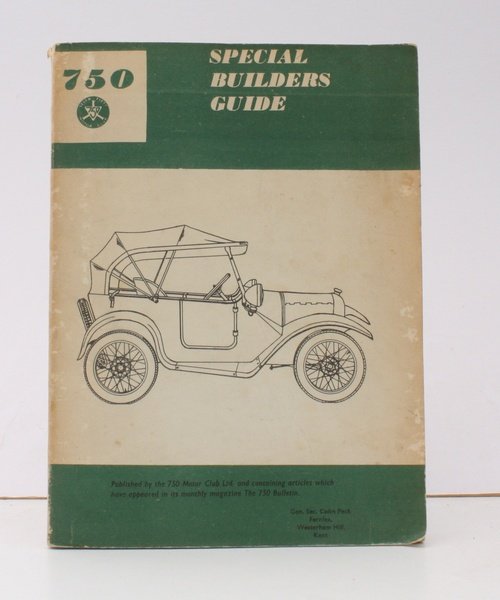 750
SPECIAL
BUILDERS
GUIDE
Published by the 750 Motor Club Ltd. and containing articles which
have appeared in its monthly magazine The 750 Bulletin.
Gen. Sec. Colin Peck
Farriers,
Westerham Hill,
Kent